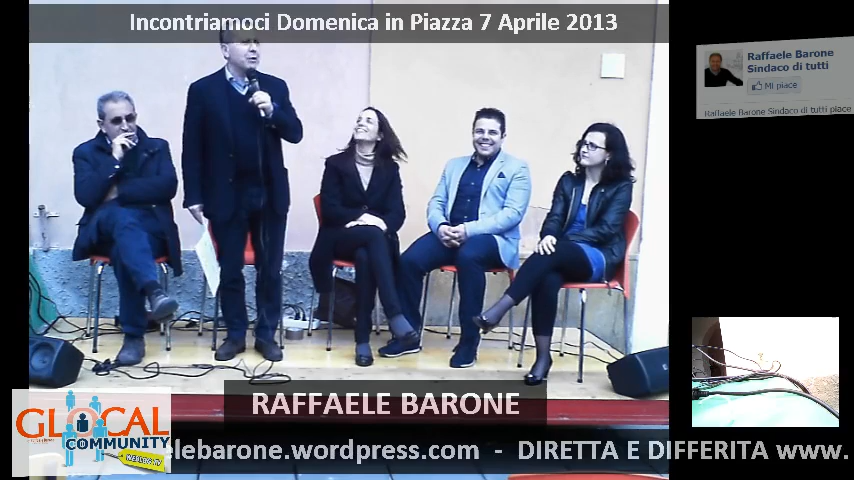 Incontriamoci Domenica in Piazza 7 Aprile 2013
Raffaele Barone
Sindaco di tutti
Mi piace
Raffaele Barone Sindaco di tutti piace
RAFFAELE BARONE
GLOCAL
COMMUNITY
elebarone.wordpress.com - DIRETTA E DIFFERITA www.